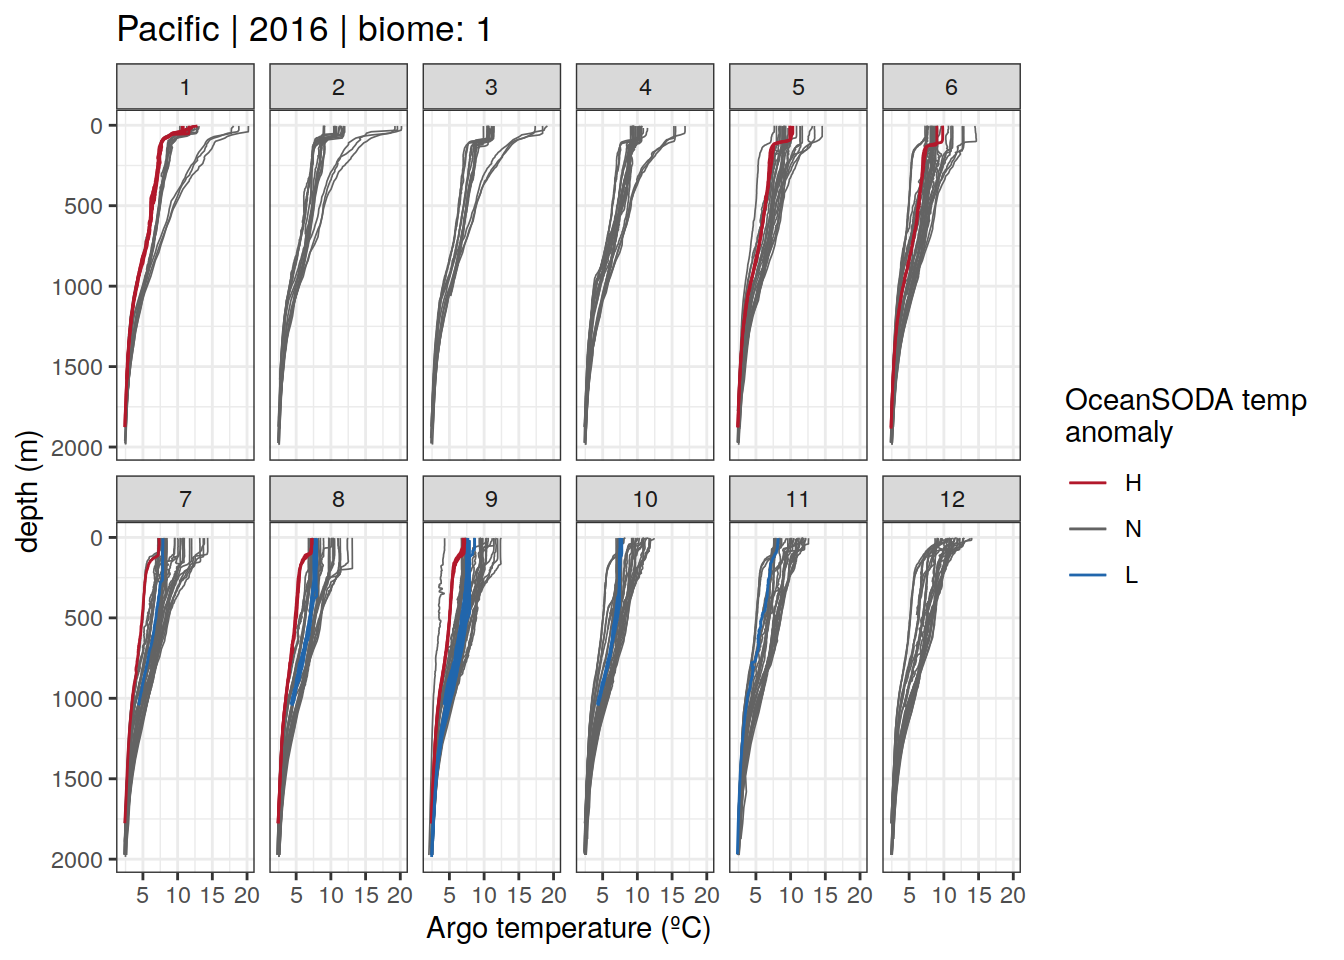 Pacific | 2016 | biome: 1
1 2 3 4 5 6
0
500
1000
1500
2000
7 8 9 10 11 12
0
500
1000
1500
2000
5 10 15 20 5 10 15 20 5 10 15 20 5 10 15 20 5 10 15 20 5 10 15 20
Argo temperature (ºC)
depth (m)
OceanSODA temp
anomaly
H
N
L